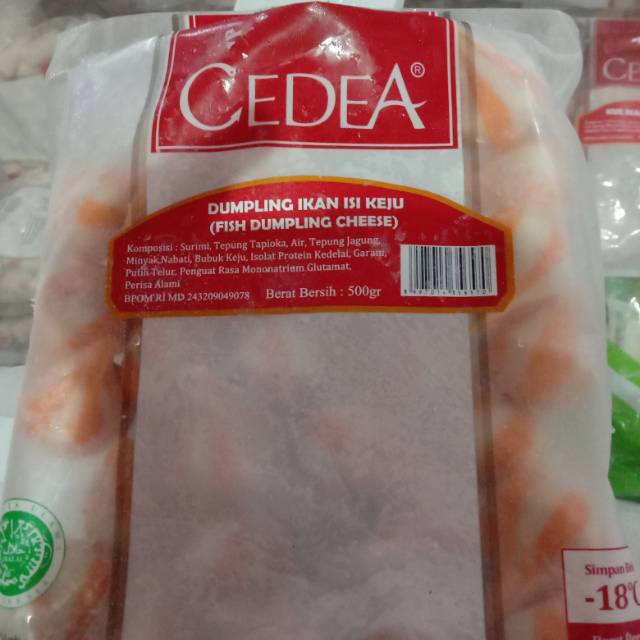 CEDEA®
DUMPLING IKAN ISI KEJU
(FISH DUMPLING CHEESE)
Komposisi : Surimi, Tepung Tapioka, Air, Tepung Jagung,
Minyak Nabati, Bubuk Keju, Isolat Protein Kedelai, Garam,
Putih Telur, Penguat Rasa Mononatrium Glutamat,
Perisa Alami
BPOM RI MD 243209049078
Berat Bersih : 500gr
CE
HALAL
Simpan
-18°C